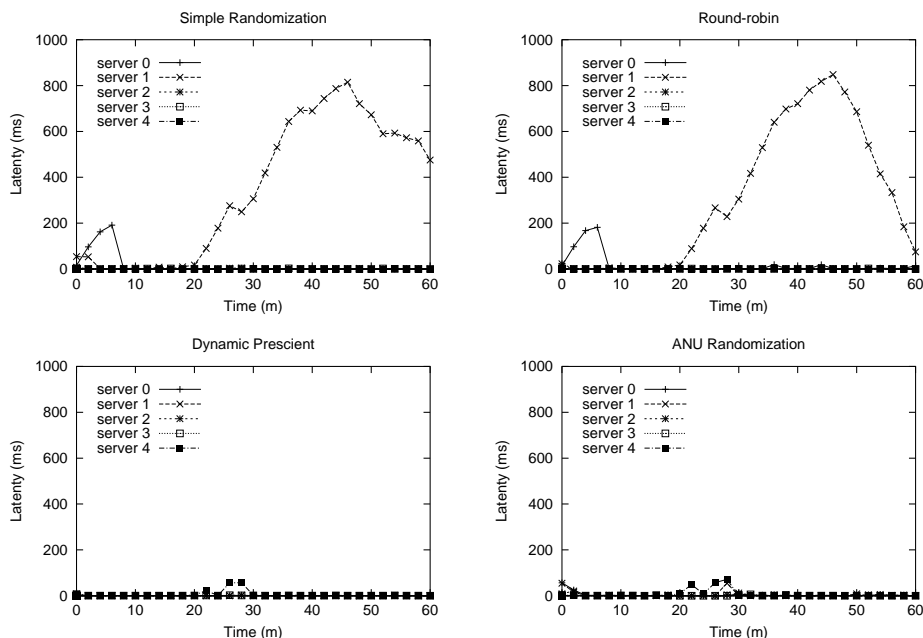 Simple Randomization
1000
800
600
400
200
0
Latenty (ms)
server 0
server 1
server 2
server 3
server 4
0 10 20 30 40 50 60
Time (m)
Round-robin
1000
800
600
400
200
0
Latenty (ms)
server 0
server 1
server 2
server 3
server 4
0 10 20 30 40 50 60
Time (m)
Dynamic Prescient
1000
800
600
400
200
0
Latenty (ms)
server 0
server 1
server 2
server 3
server 4
0 10 20 30 40 50 60
Time (m)
ANU Randomization
1000
800
600
400
200
0
Latenty (ms)
server 0
server 1
server 2
server 3
server 4
0 10 20 30 40 50 60
Time (m)